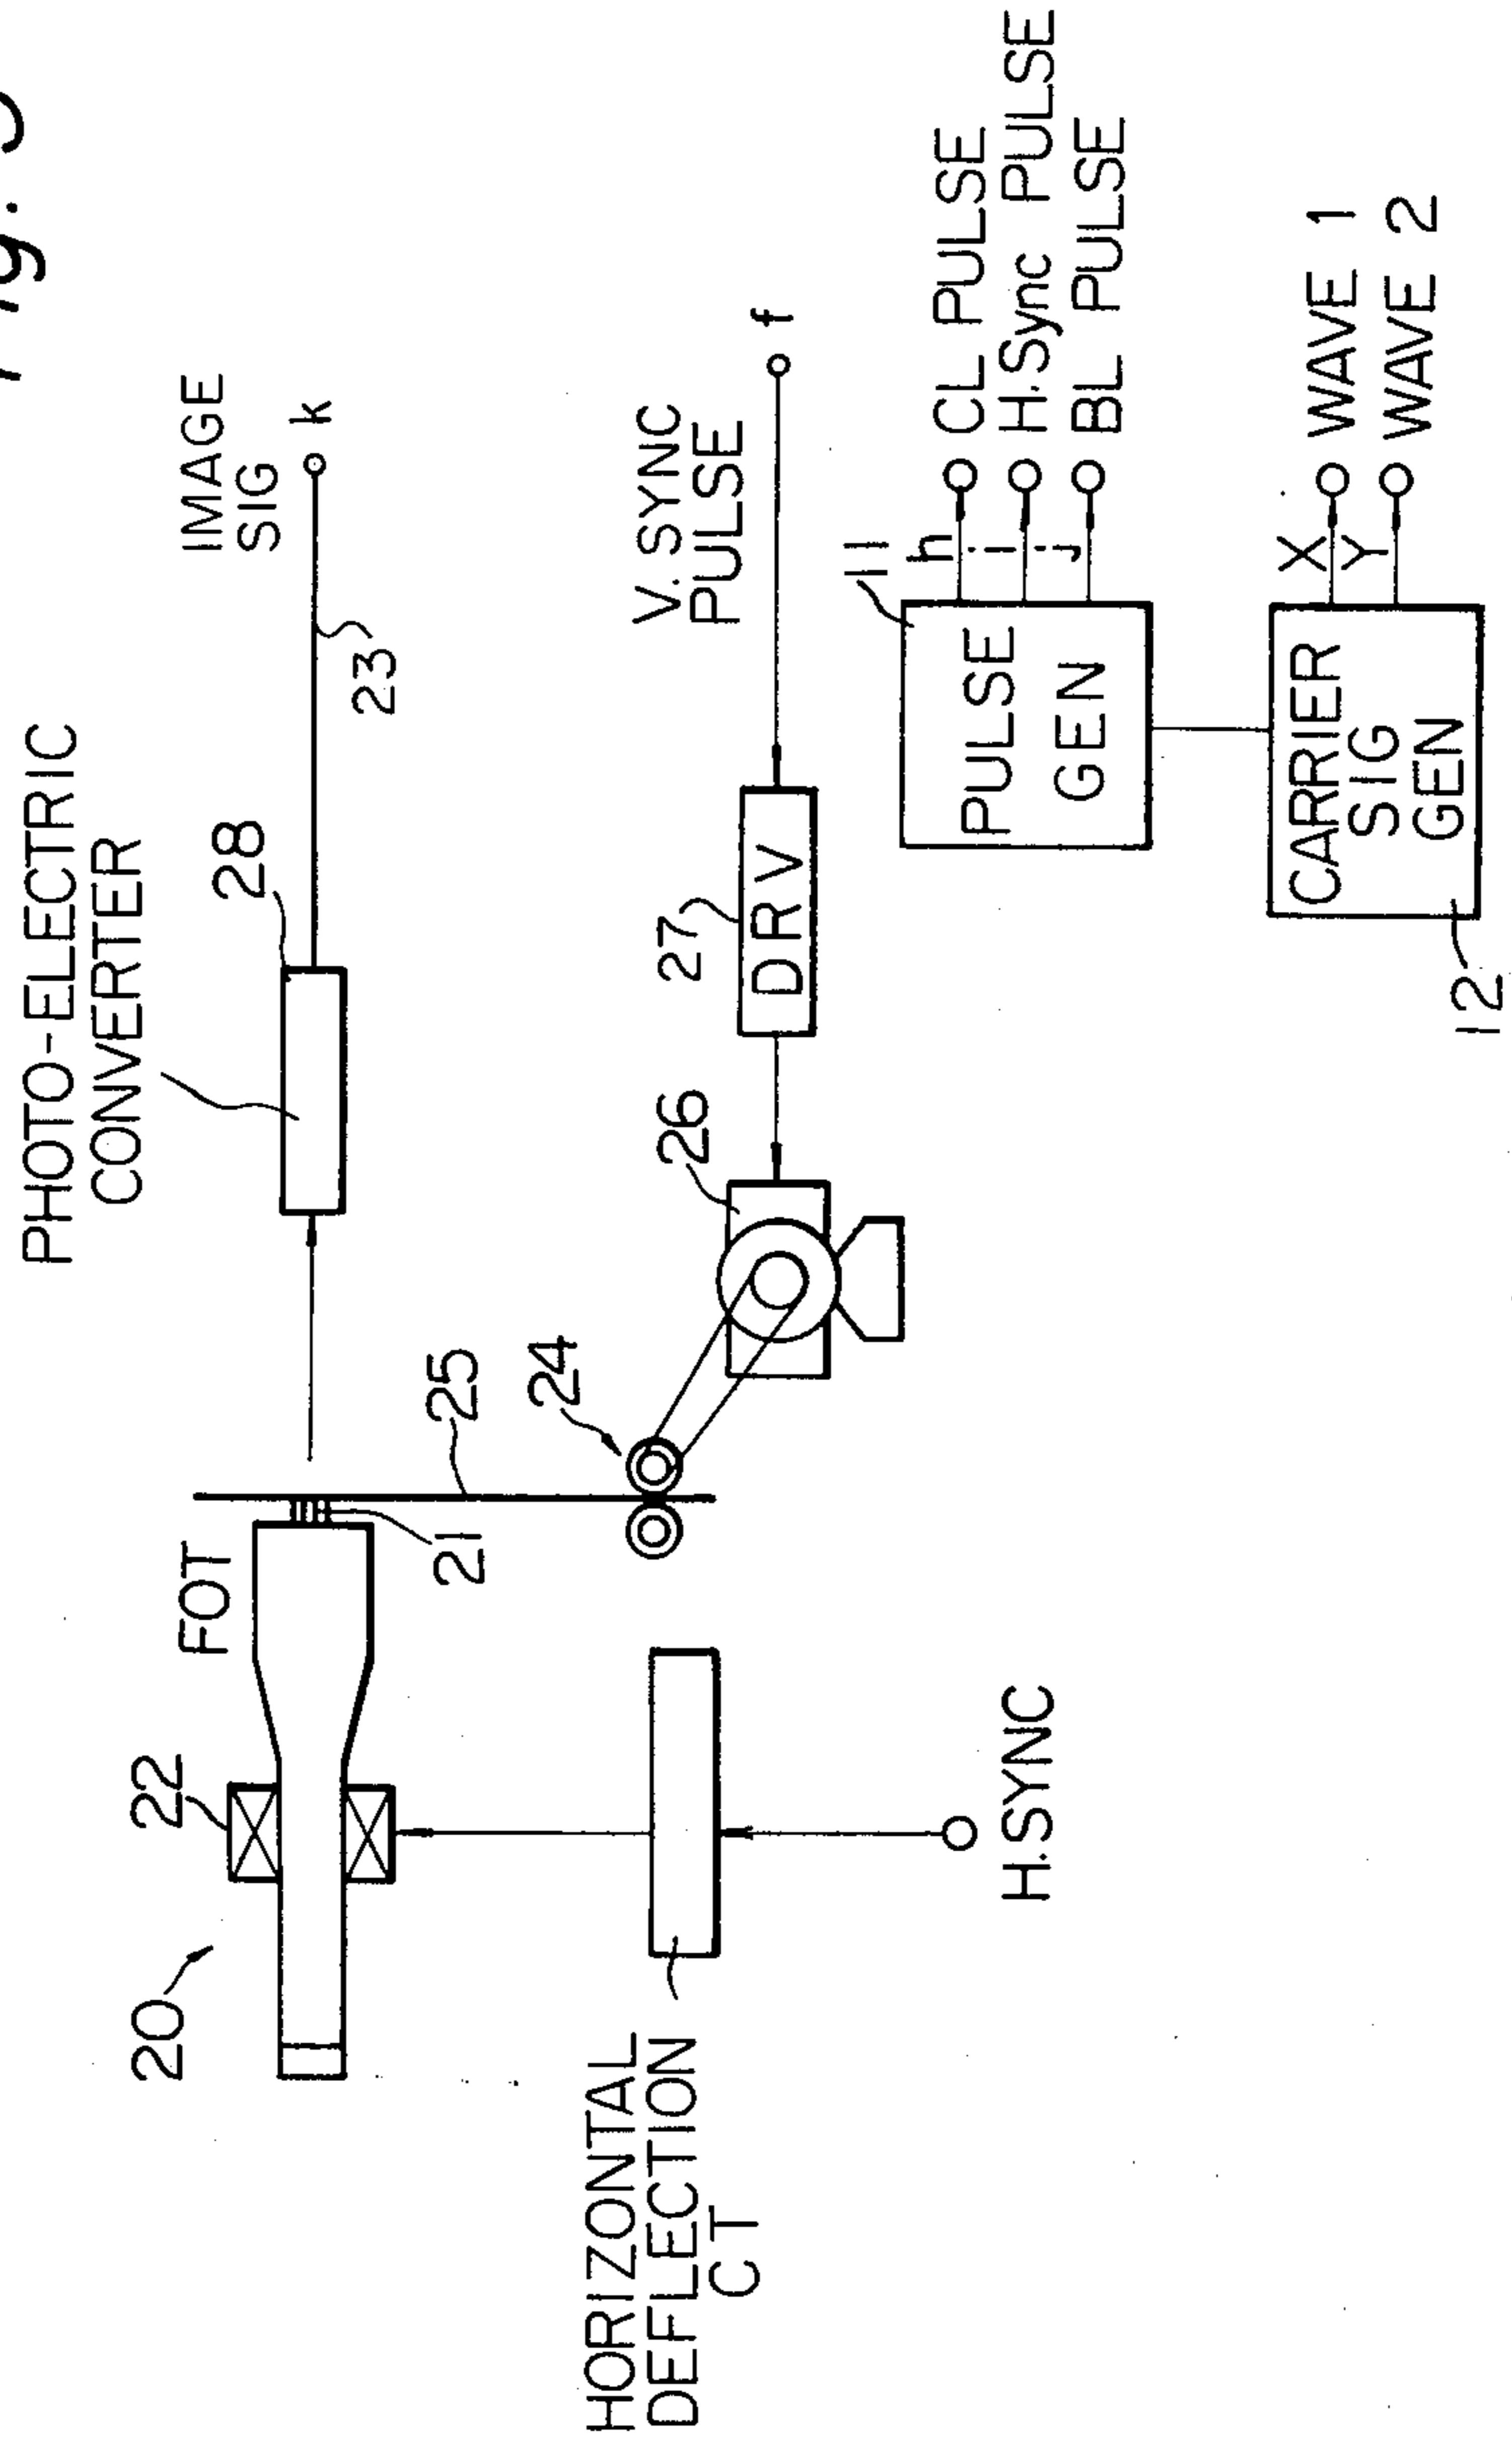 Fig. 
PHOTO-ELECTRIC
CONVERTER
IMAGE
SIG
k
28
23
20
22
FOT
21
25
24
26
27
DRV
V. SYNC
PULSE
f
HORIZONTAL
DEFLECTION
CT
H.SYNC
11
PULSE
GEN
h
CL PULSE
i
H.Sync PULSE
j
BL PULSE
CARRIER
SIG
GEN
12
X
WAVE 1
Y
WAVE 2